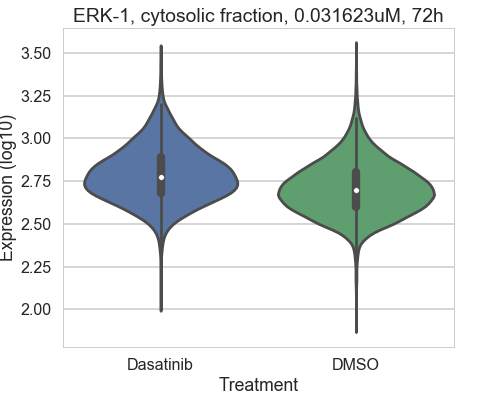 ERK-1, cytosolic fraction, 0.031623uM, 72h
Expression (log10)
3.50
3.25
3.00
2.75
2.50
2.25
2.00
Dasatinib DMSO
Treatment